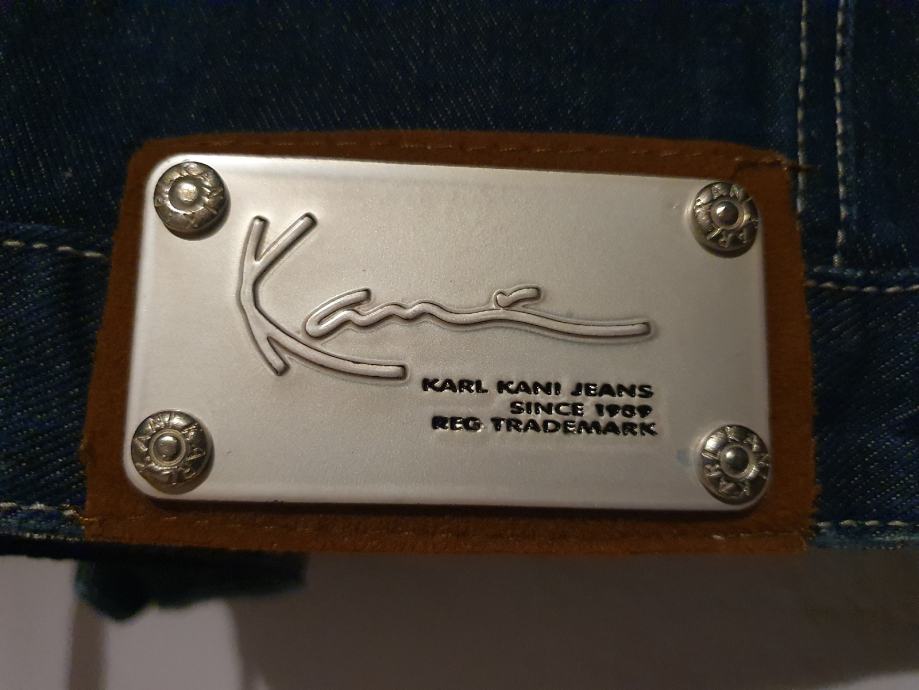 Kani
KARL KANI JEANS
SINCE 1989
REG TRADEMARK